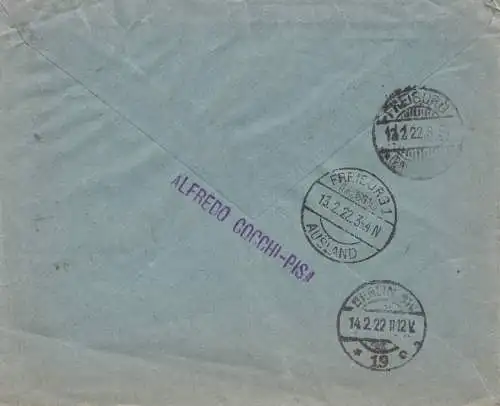 FREIBURG
13.2.22.8
FREIBURG 1
13.2.22.3-4 N
AUSLAND
ALFREDO COCCHI-PISA
BERLIN
14.2.22 11-12 V.
* 19 c